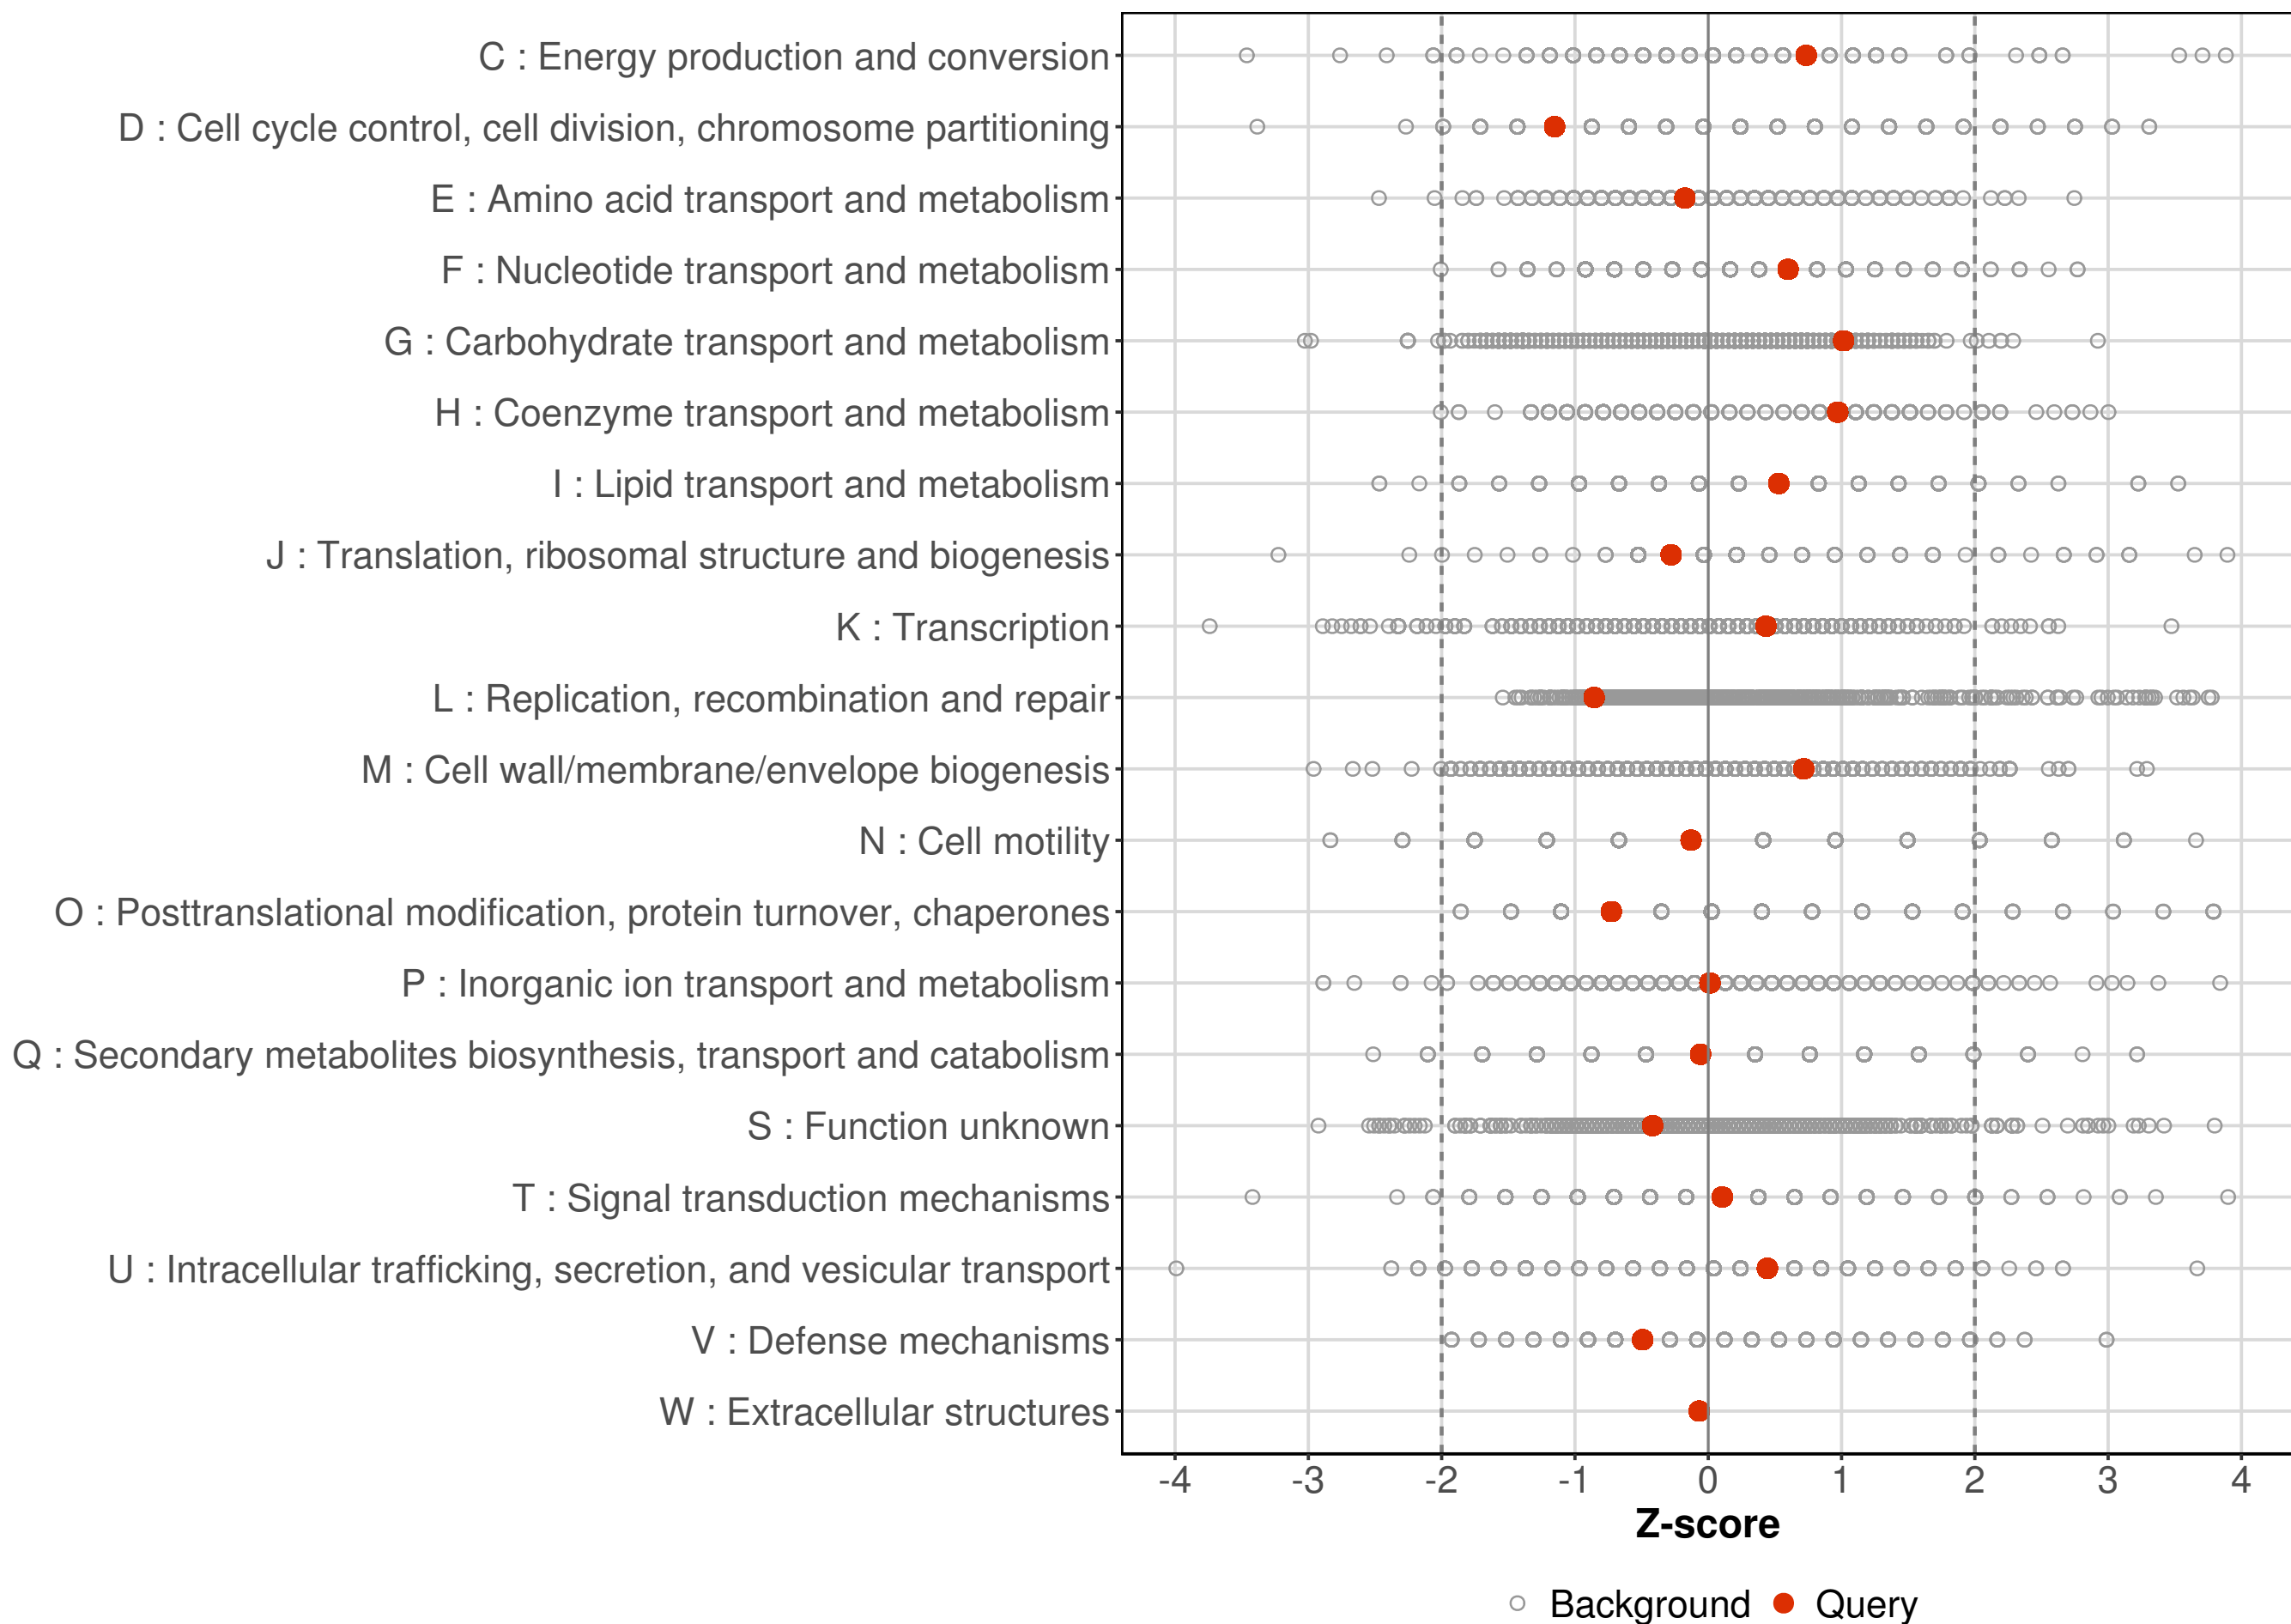 C : Energy production and conversion
D : Cell cycle control, cell division, chromosome partitioning
E : Amino acid transport and metabolism
F : Nucleotide transport and metabolism
G : Carbohydrate transport and metabolism
H : Coenzyme transport and metabolism
I : Lipid transport and metabolism
J : Translation, ribosomal structure and biogenesis
K : Transcription
L : Replication, recombination and repair
M : Cell wall/membrane/envelope biogenesis
N : Cell motility
O : Posttranslational modification, protein turnover, chaperones
P : Inorganic ion transport and metabolism
Q : Secondary metabolites biosynthesis, transport and catabolism
S : Function unknown
T : Signal transduction mechanisms
U : Intracellular trafficking, secretion, and vesicular transport
V : Defense mechanisms
W : Extracellular structures
-4 -3 -2 -1 0 1 2 3 4
Z-score
Background Query